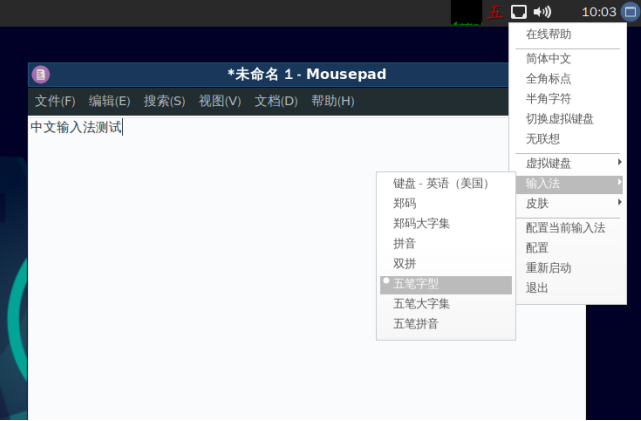 五 10:03
*未命名 1 - Mousepad
文件(F) 编辑(E) 搜索(S) 视图(V) 文档(D) 帮助(H)
中文输入法测试
在线帮助
简体中文
全角标点
半角字符
切换虚拟键盘
无联想
虚拟键盘
输入法
皮肤
配置当前输入法
配置
重新启动
退出
键盘 - 英语（美国）
郑码
郑码大字集
拼音
双拼
五笔字型
五笔大字集
五笔拼音